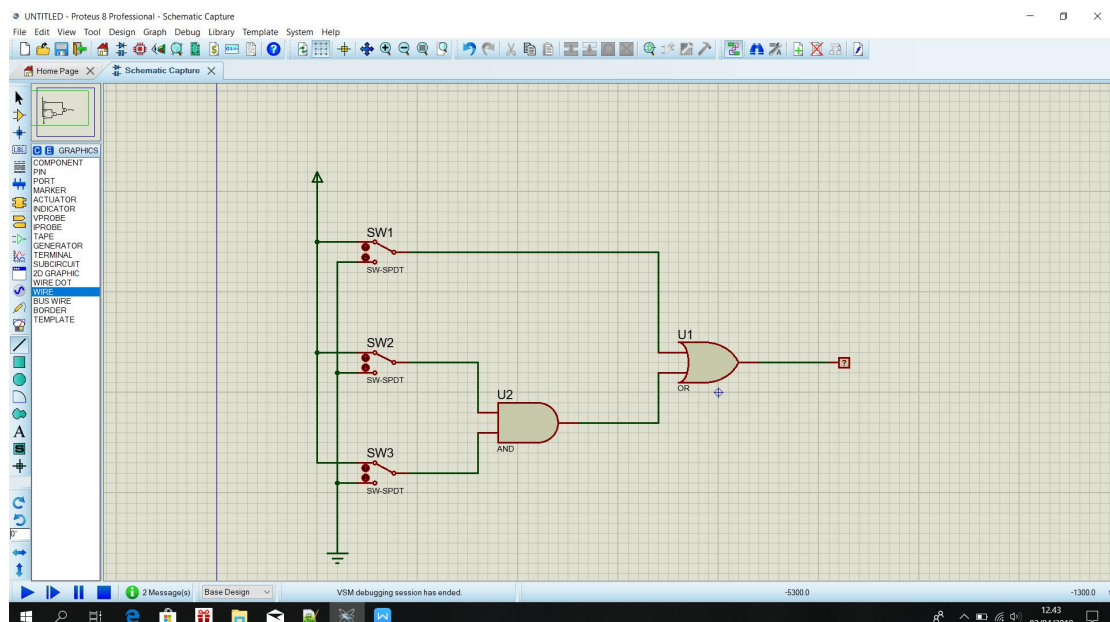 UNTITLED - Proteus 8 Professional - Schematic Capture
File Edit View Tool Design Graph Debug Library Template System Help
Home Page
Schematic Capture
LBL
C E GRAPHICS
COMPONENT
PIN
PORT
MARKER
ACTUATOR
INDICATOR
VPROBE
IPROBE
TAPE
GENERATOR
TERMINAL
SUBCIRCUIT
2D GRAPHIC
WIRE DOT
WIRE
BUS WIRE
BORDER
TEMPLATE
A
S
0°
SW1
SW-SPDT
SW2
SW-SPDT
U1
OR
?
U2
AND
SW3
SW-SPDT
2 Message(s)
Base Design
VSM debugging session has ended.
-5300.0
-1300.0
12.43